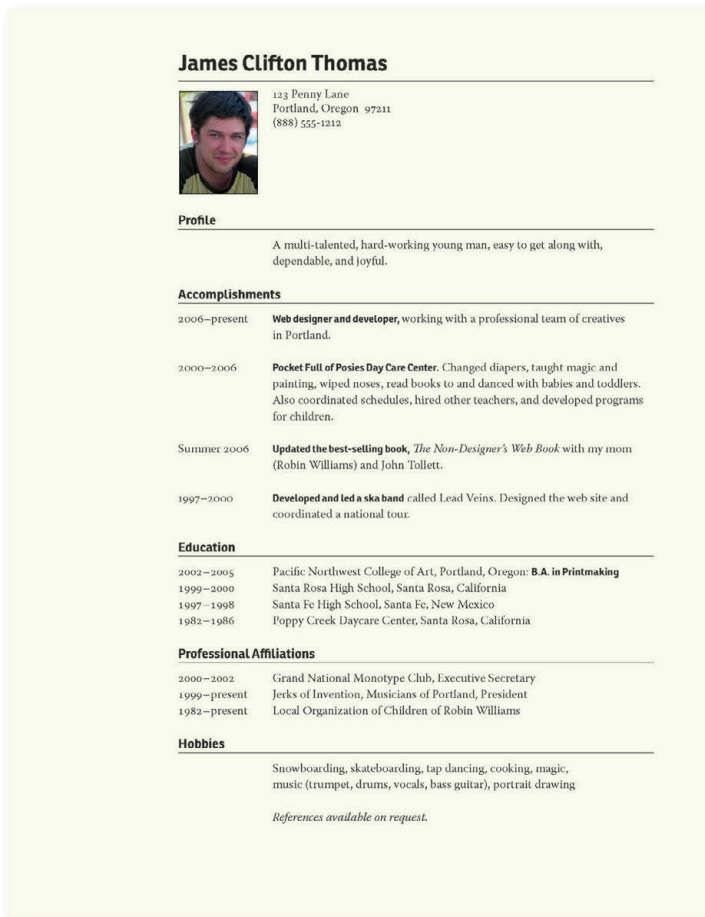 James Clifton Thomas
123 Penny Lane
Portland, Oregon 97211
(888) 555-1212
Profile
A multi-talented, hard-working young man, easy to get along with,
dependable, and joyful.
Accomplishments
2006–present Web designer and developer, working with a professional team of creatives
in Portland.
2000–2006 Pocket Full of Posies Day Care Center. Changed diapers, taught magic and
painting, wiped noses, read books to and danced with babies and toddlers.
Also coordinated schedules, hired other teachers, and developed programs
for children.
Summer 2006 Updated the best-selling book, The Non-Designer's Web Book with my mom
(Robin Williams) and John Tollett.
1997–2000 Developed and led a ska band called Lead Veins. Designed the web site and
coordinated a national tour.
Education
2002–2005 Pacific Northwest College of Art, Portland, Oregon: B.A. in Printmaking
1999–2000 Santa Rosa High School, Santa Rosa, California
1997–1998 Santa Fe High School, Santa Fe, New Mexico
1982–1986 Poppy Creek Daycare Center, Santa Rosa, California
Professional Affiliations
2000–2002 Grand National Monotype Club, Executive Secretary
1999–present Jerks of Invention, Musicians of Portland, President
1982–present Local Organization of Children of Robin Williams
Hobbies
Snowboarding, skateboarding, tap dancing, cooking, magic,
music (trumpet, drums, vocals, bass guitar), portrait drawing
References available on request.